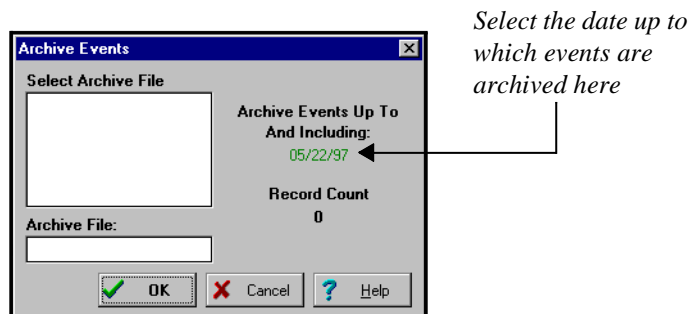 Select the date up to
which events are
archived here
Archive Events
Select Archive File
Archive Events Up To
And Including:
05/22/97
Record Count
0
Archive File:
OK
Cancel
Help